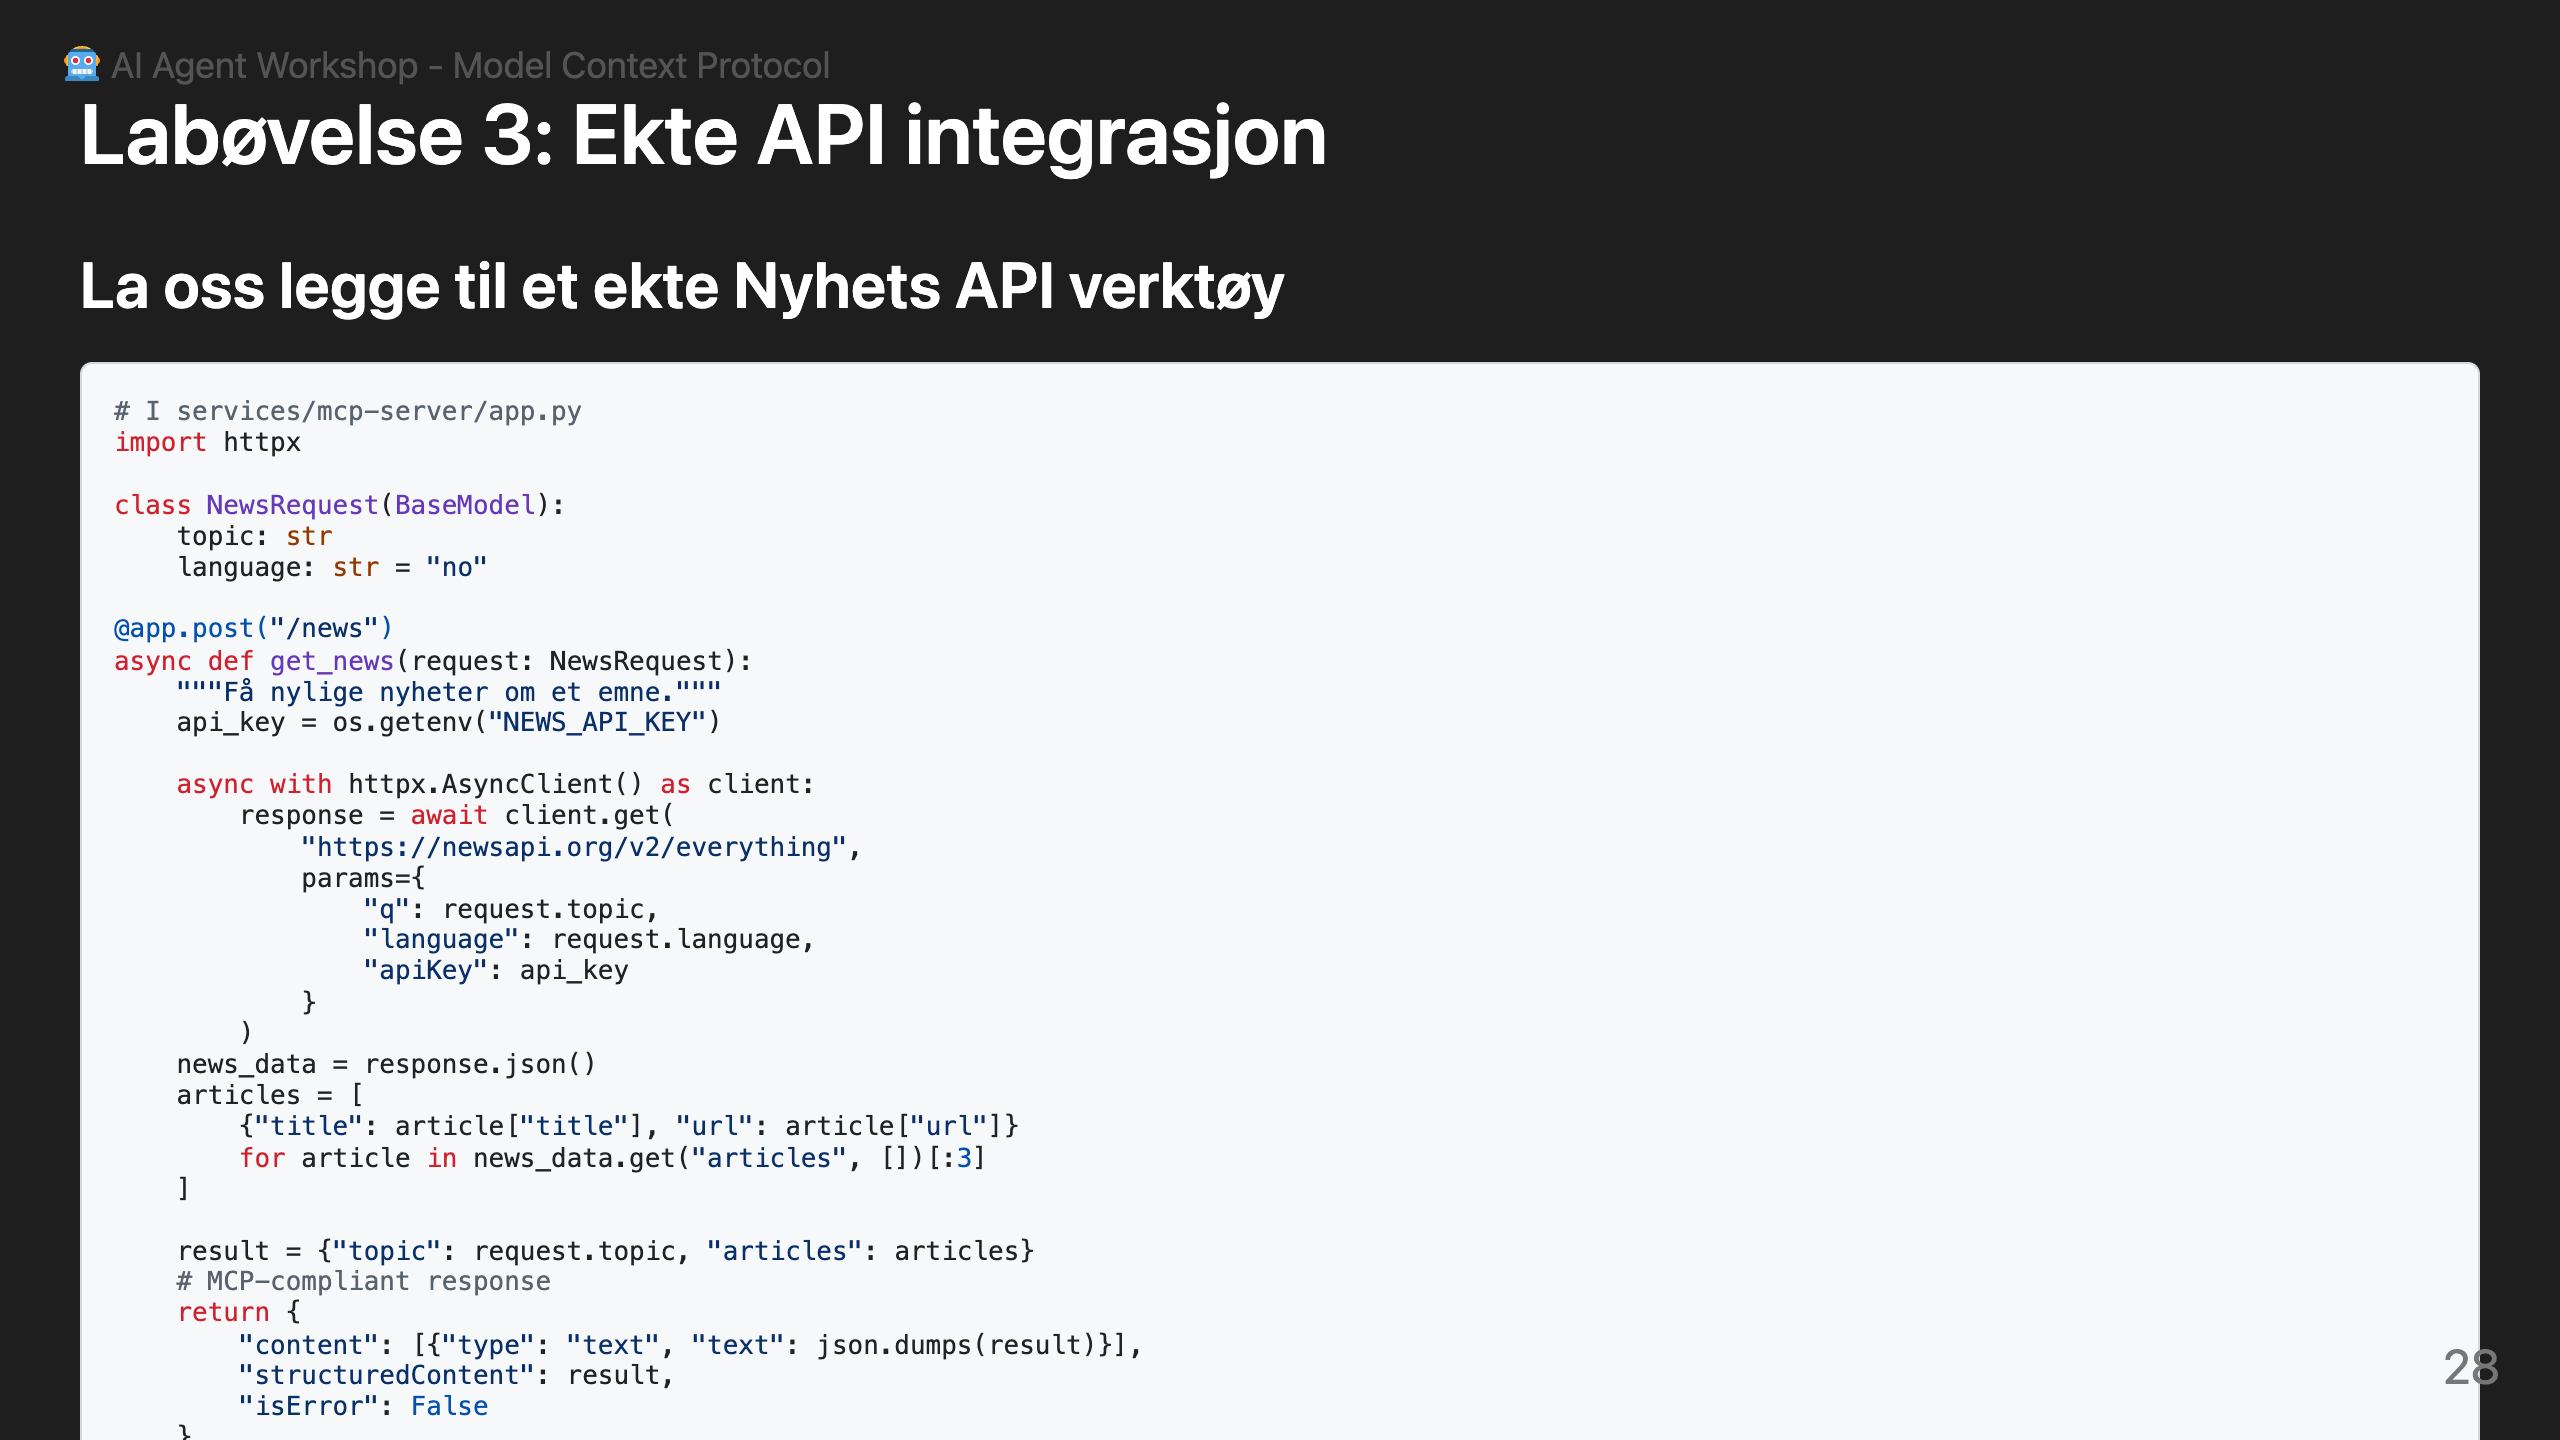 AI Agent Workshop - Model Context Protocol
Labøvelse 3: Ekte API integrasjon
La oss legge til et ekte Nyhets API verktøy
# I services/mcp-server/app.py
import httpx

class NewsRequest(BaseModel):
    topic: str
    language: str = "no"

@app.post("/news")
async def get_news(request: NewsRequest):
    """Få nylige nyheter om et emne."""
    api_key = os.getenv("NEWS_API_KEY")

    async with httpx.AsyncClient() as client:
        response = await client.get(
            "https://newsapi.org/v2/everything",
            params={
                "q": request.topic,
                "language": request.language,
                "apiKey": api_key
            }
        )
    news_data = response.json()
    articles = [
        {"title": article["title"], "url": article["url"]}
        for article in news_data.get("articles", [])[:3]
    ]

    result = {"topic": request.topic, "articles": articles}
    # MCP-compliant response
    return {
        "content": [{"type": "text", "text": json.dumps(result)}],
        "structuredContent": result,
        "isError": False
    }
28